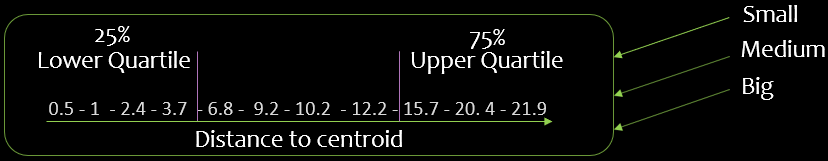 25%
Lower Quartile
75%
Upper Quartile
0.5 - 1 - 2.4 - 3.7 - 6.8 - 9.2 - 10.2 - 12.2 - 15.7 - 20. 4 - 21.9
Distance to centroid
Small
Medium
Big